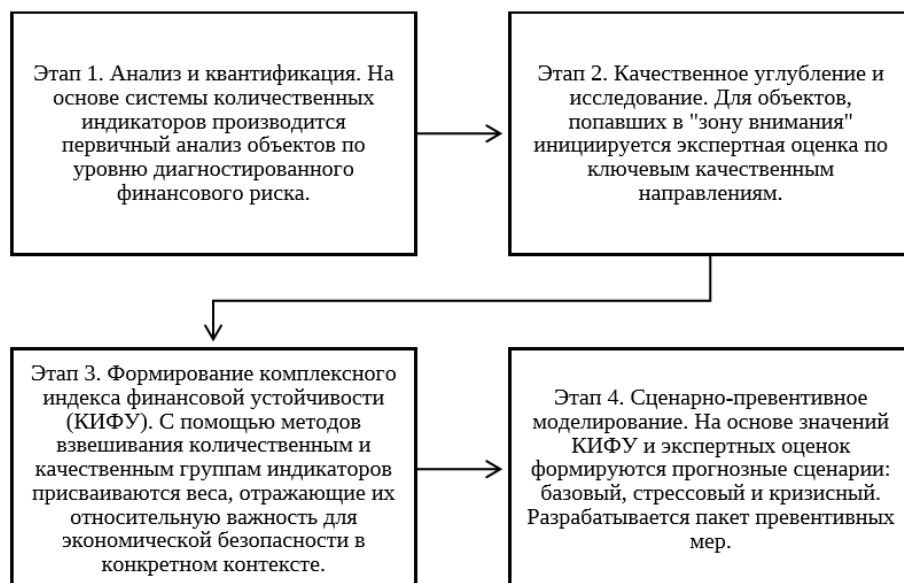 Этап 1. Анализ и квантификация. На
основе системы количественных
индикаторов производится
первичный анализ объектов по
уровню диагностированного
финансового риска.
Этап 2. Качественное углубление и
исследование. Для объектов,
попавших в "зону внимания"
инициируется экспертная оценка по
ключевым качественным
направлениям.
Этап 3. Формирование комплексного
индекса финансовой устойчивости
(КИФУ). С помощью методов
взвешивания количественным и
качественным группам индикаторов
присваиваются веса, отражающие их
относительную важность для
экономической безопасности в
конкретном контексте.
Этап 4. Сценарно-превентивное
моделирование. На основе значений
КИФУ и экспертных оценок
формируются прогнозные сценарии:
базовый, стрессовый и кризисный.
Разрабатывается пакет превентивных
мер.